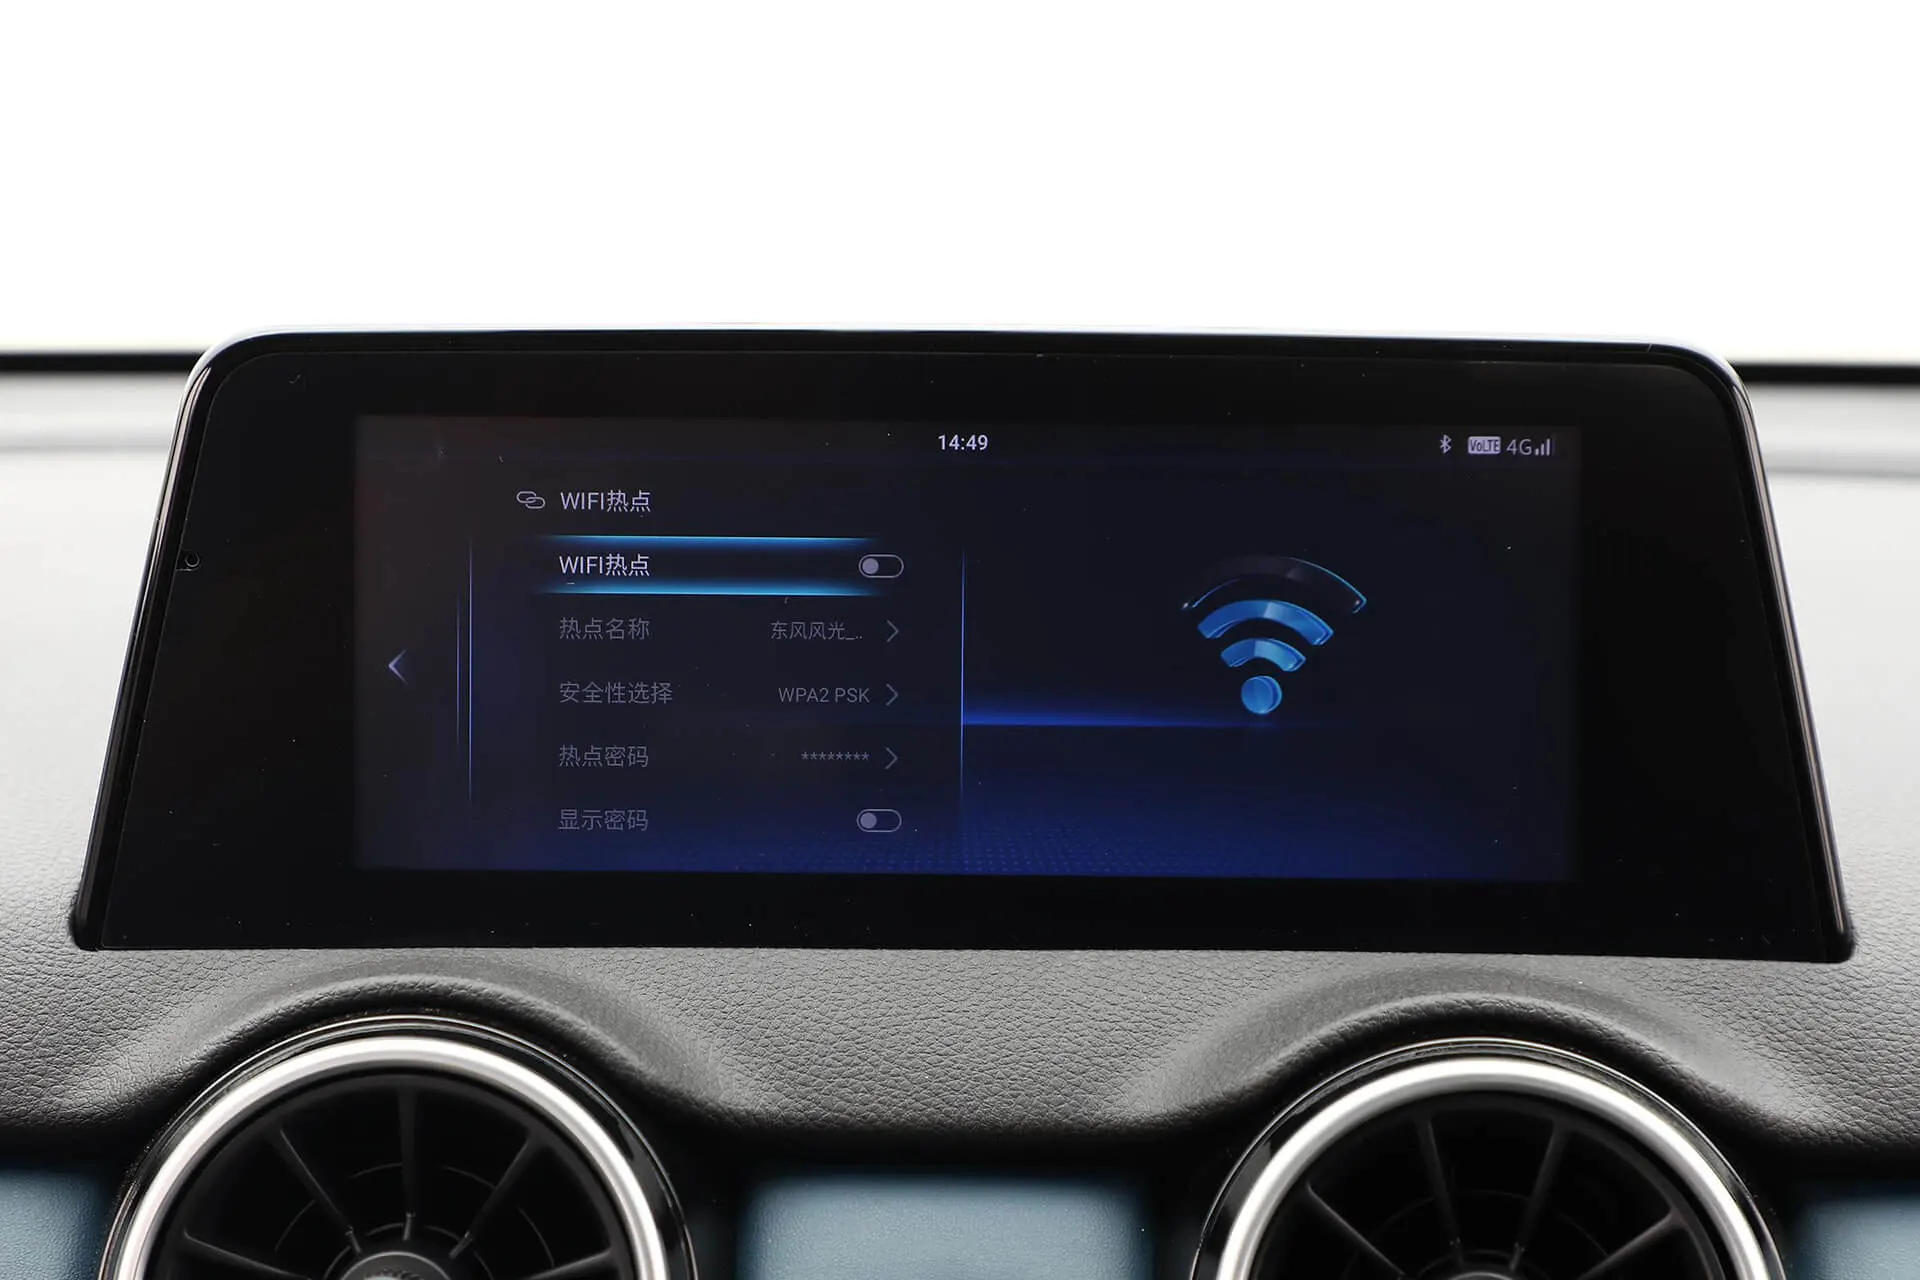 14:49
VoLTE 4G
WIFI热点
WIFI热点
热点名称 东风风光_..
安全性选择 WPA2 PSK
热点密码 ********
显示密码